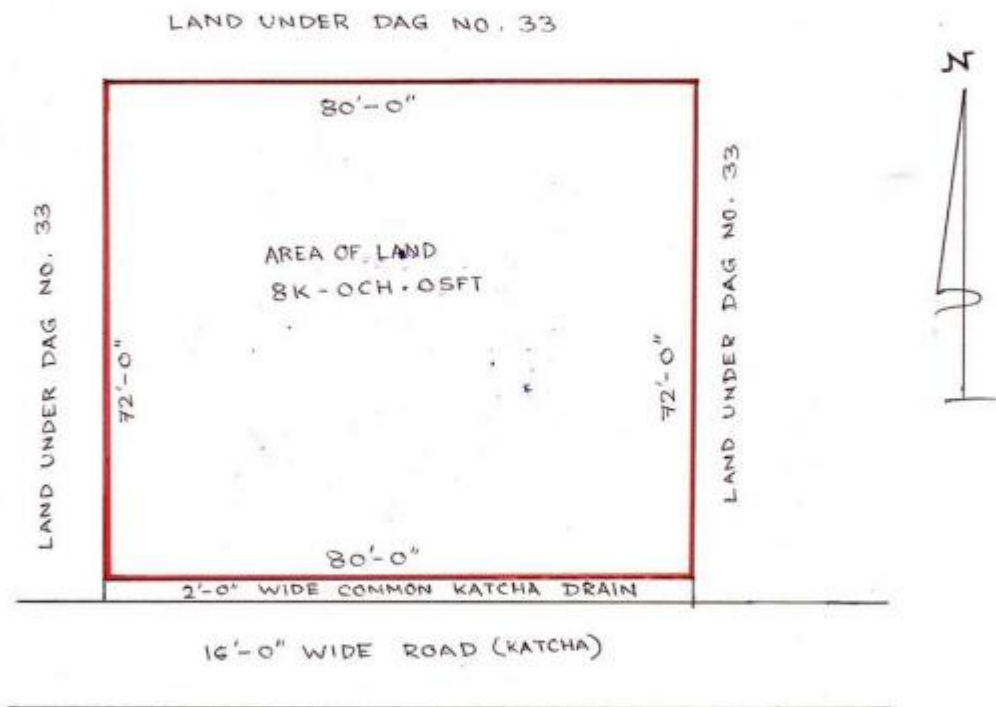 LAND UNDER DAG NO. 33
N
80'-0"
LAND UNDER DAG NO. 33
AREA OF LAND
8K-0CH.0SFT
72'-0"
72'-0"
LAND UNDER DAG NO. 33
80'-0"
2'-0" WIDE COMMON KATCHA DRAIN
16'-0" WIDE ROAD (KATCHA)